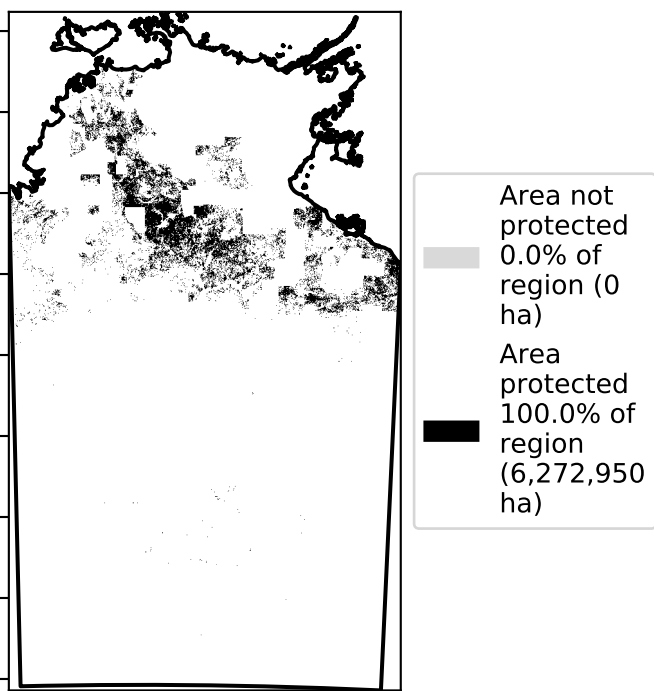 Area not
protected
0.0% of
region (0
ha)
Area
protected
100.0% of
region
(6,272,950
ha)